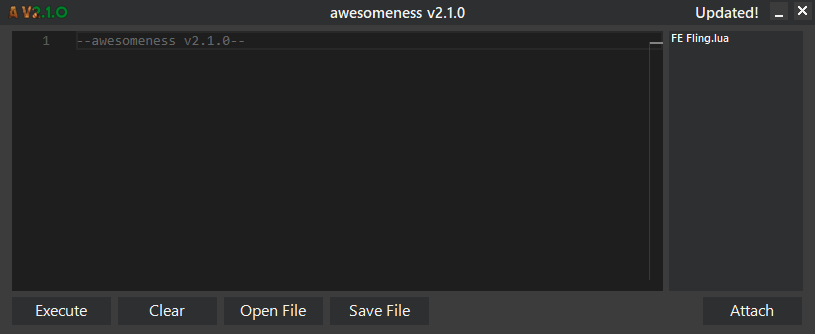 A V2.1.0 awesomeness v2.1.0 Updated!
1 --awesomeness v2.1.0--
FE Fling.lua
Execute Clear Open File Save File Attach